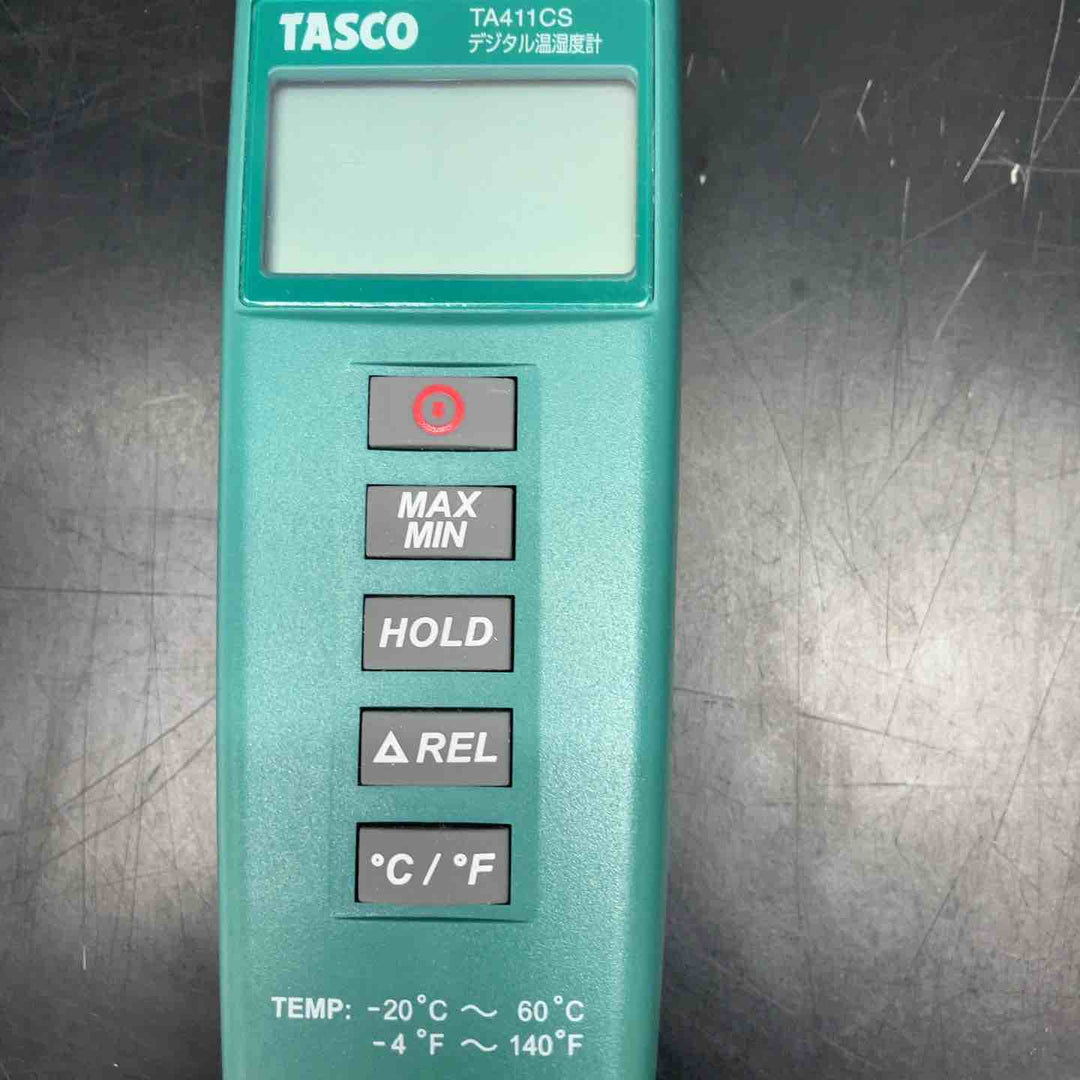 TASCO
TA411CS
デジタル温湿度計
MAX
MIN
HOLD
△REL
°C / °F
TEMP: -20°C ～ 60°C
-4°F ～ 140°F